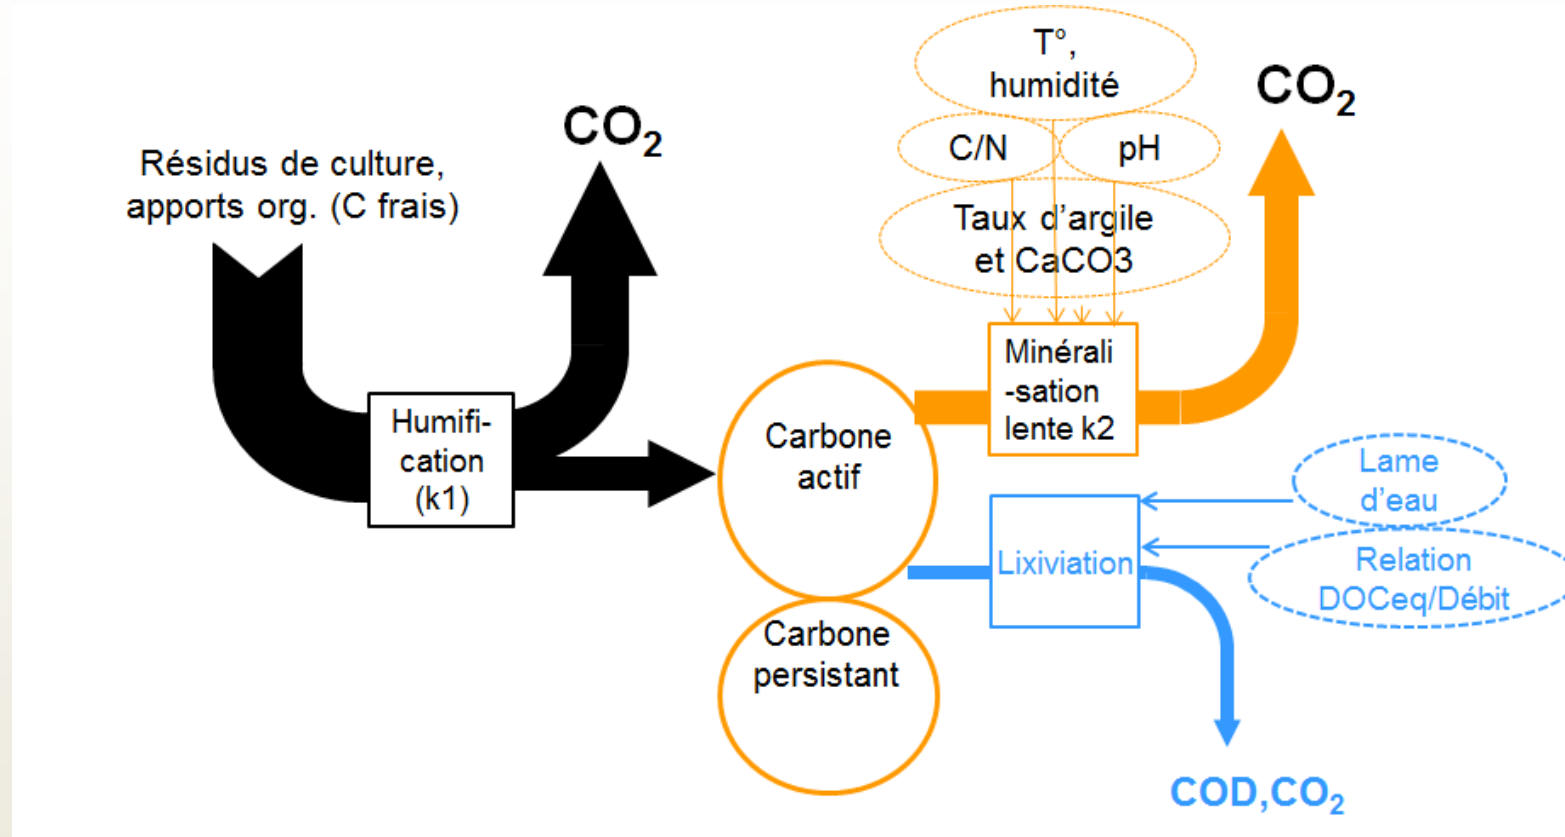 T°,
humidité
CO2
CO2
C/N
pH
Résidus de culture,
apports org. (C frais)
Taux d'argile
et CaCO3
Minérali
-sation
lente k2
Humifi-
cation
(k1)
Carbone
actif
Lame
d'eau
Lixiviation
Relation
DOCeq/Débit
Carbone
persistant
COD,CO2